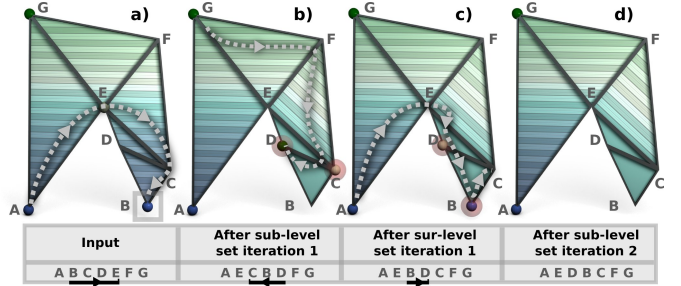 a) b) c) d)
G G G G
F F F F
E E E E
D D D D
C C C C
A B A B A B A B
Input
After sub-level
set iteration 1
After sur-level
set iteration 1
After sub-level
set iteration 2
A B C D E F G
A E C B D F G
A E B D C F G
A E D B C F G